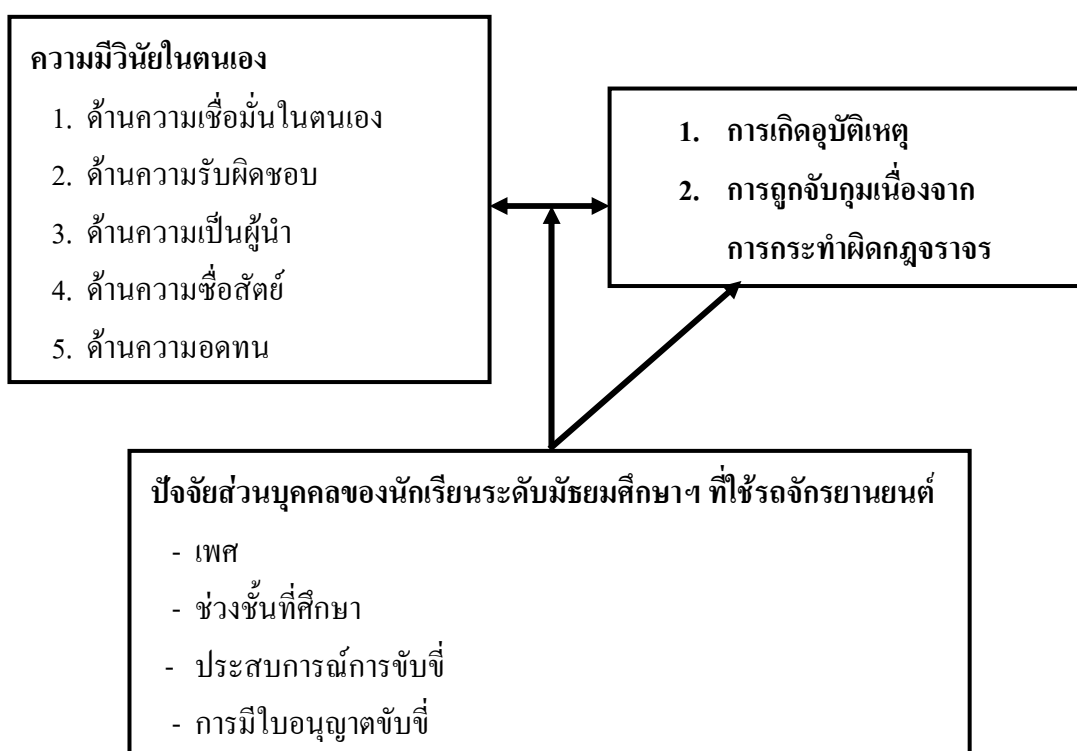 ความมีวินัยในตนเอง
1. ด้านความเชื่อมั่นในตนเอง
2. ด้านความรับผิดชอบ
3. ด้านความเป็นผู้นำ
4. ด้านความซื่อสัตย์
5. ด้านความอดทน
1. การเกิดอุบัติเหตุ
2. การถูกจับกุมเนื่องจาก
การกระทำผิดกฎจราจร
ปัจจัยส่วนบุคคลของนักเรียนระดับมัธยมศึกษาฯ ที่ใช้รถจักรยานยนต์
- เพศ
- ช่วงชั้นที่ศึกษา
- ประสบการณ์การขับขี่
- การมีใบอนุญาตขับขี่